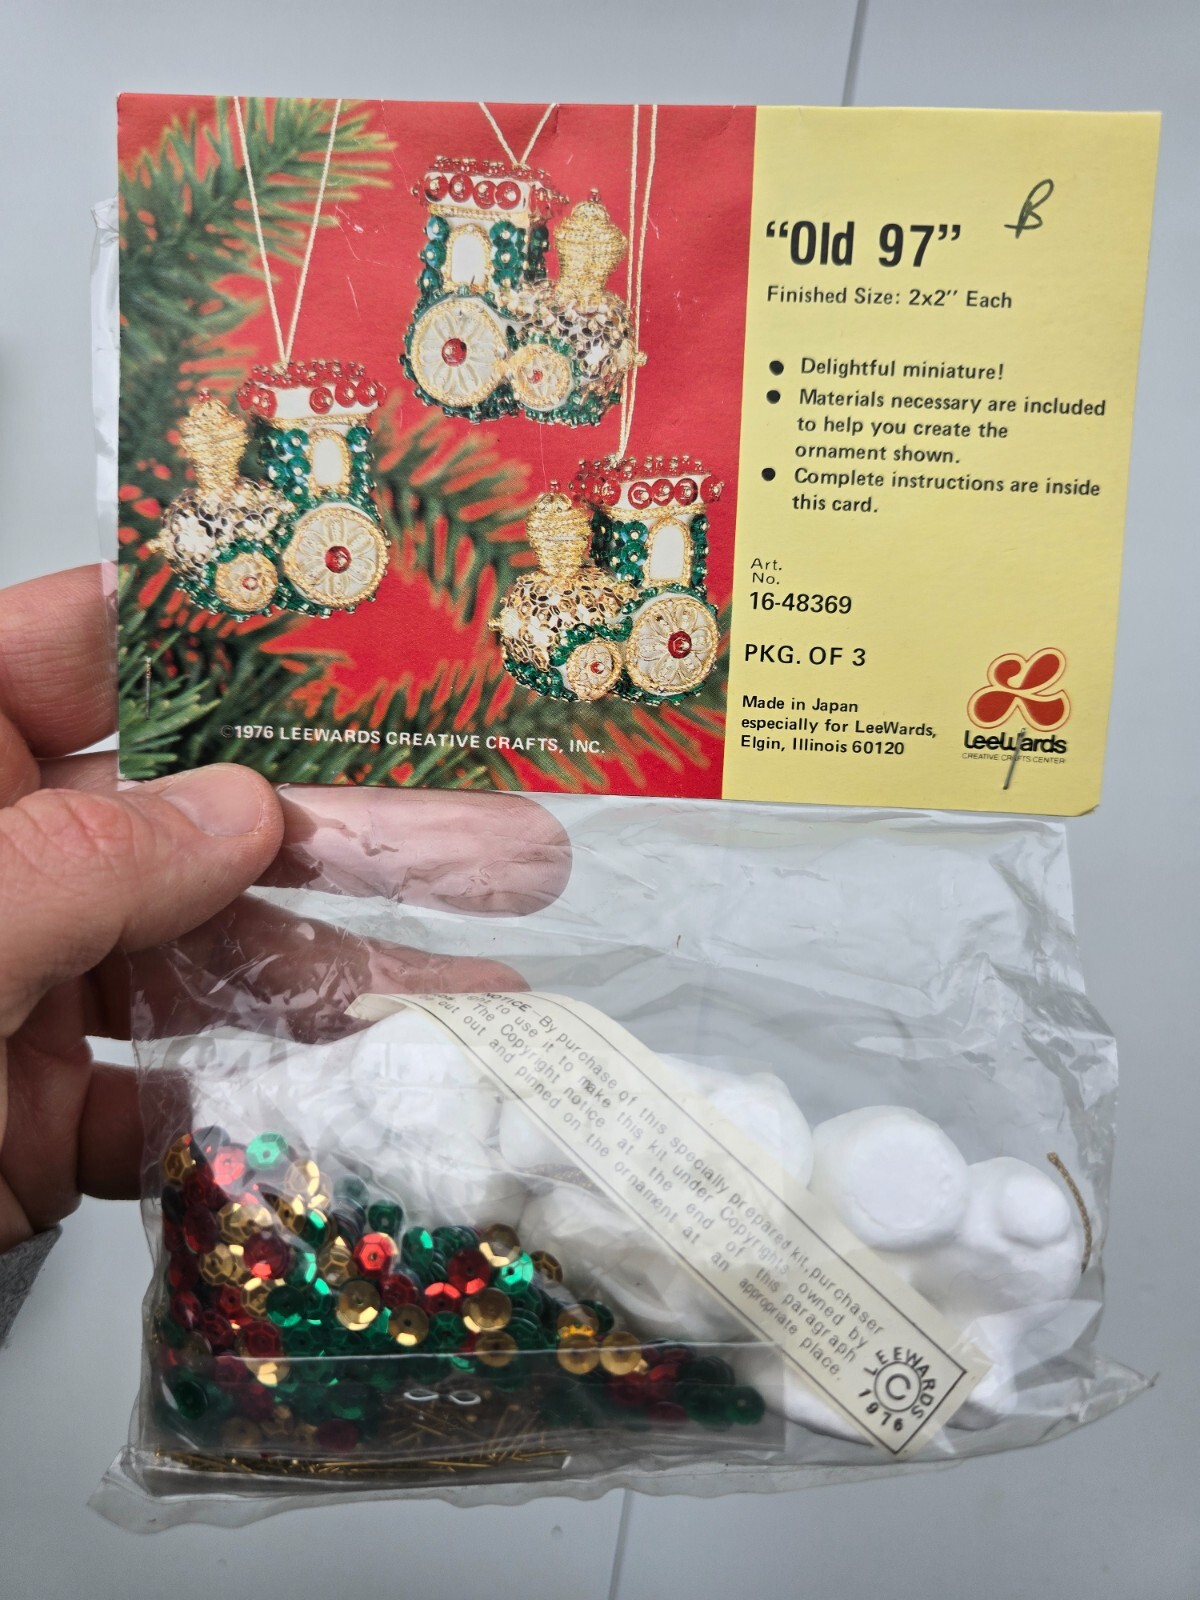 "Old 97"
B
Finished Size: 2x2" Each
● Delightful miniature!
● Materials necessary are included
to help you create the
ornament shown.
● Complete instructions are inside
this card.
Art.
No.
16-48369
PKG. OF 3
Made in Japan
especially for LeeWards,
Elgin, Illinois 60120
LeeWards
CREATIVE CRAFTS CENTER
©1976 LEEWARDS CREATIVE CRAFTS, INC.
NOTICE—By purchase of this specially prepared kit, purchaser
to use it to make this kit under Copyrights owned by
The Copyright notice at the end of this paragraph
cut out and pinned on the ornament at an appropriate place.
LEEWARDS
©
1976